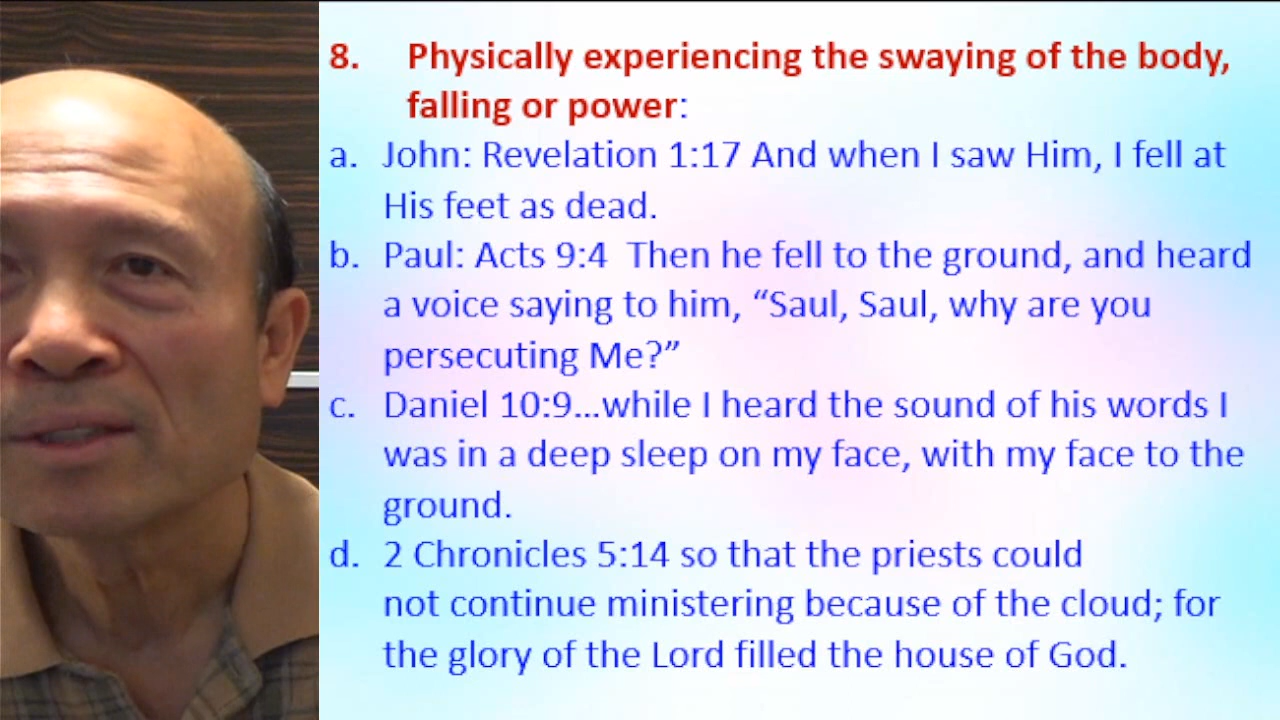 8. Physically experiencing the swaying of the body,
falling or power:
a. John: Revelation 1:17 And when I saw Him, I fell at
His feet as dead.
b. Paul: Acts 9:4 Then he fell to the ground, and heard
a voice saying to him, “Saul, Saul, why are you
persecuting Me?”
c. Daniel 10:9...while I heard the sound of his words I
was in a deep sleep on my face, with my face to the
ground.
d. 2 Chronicles 5:14 so that the priests could
not continue ministering because of the cloud; for
the glory of the Lord filled the house of God.